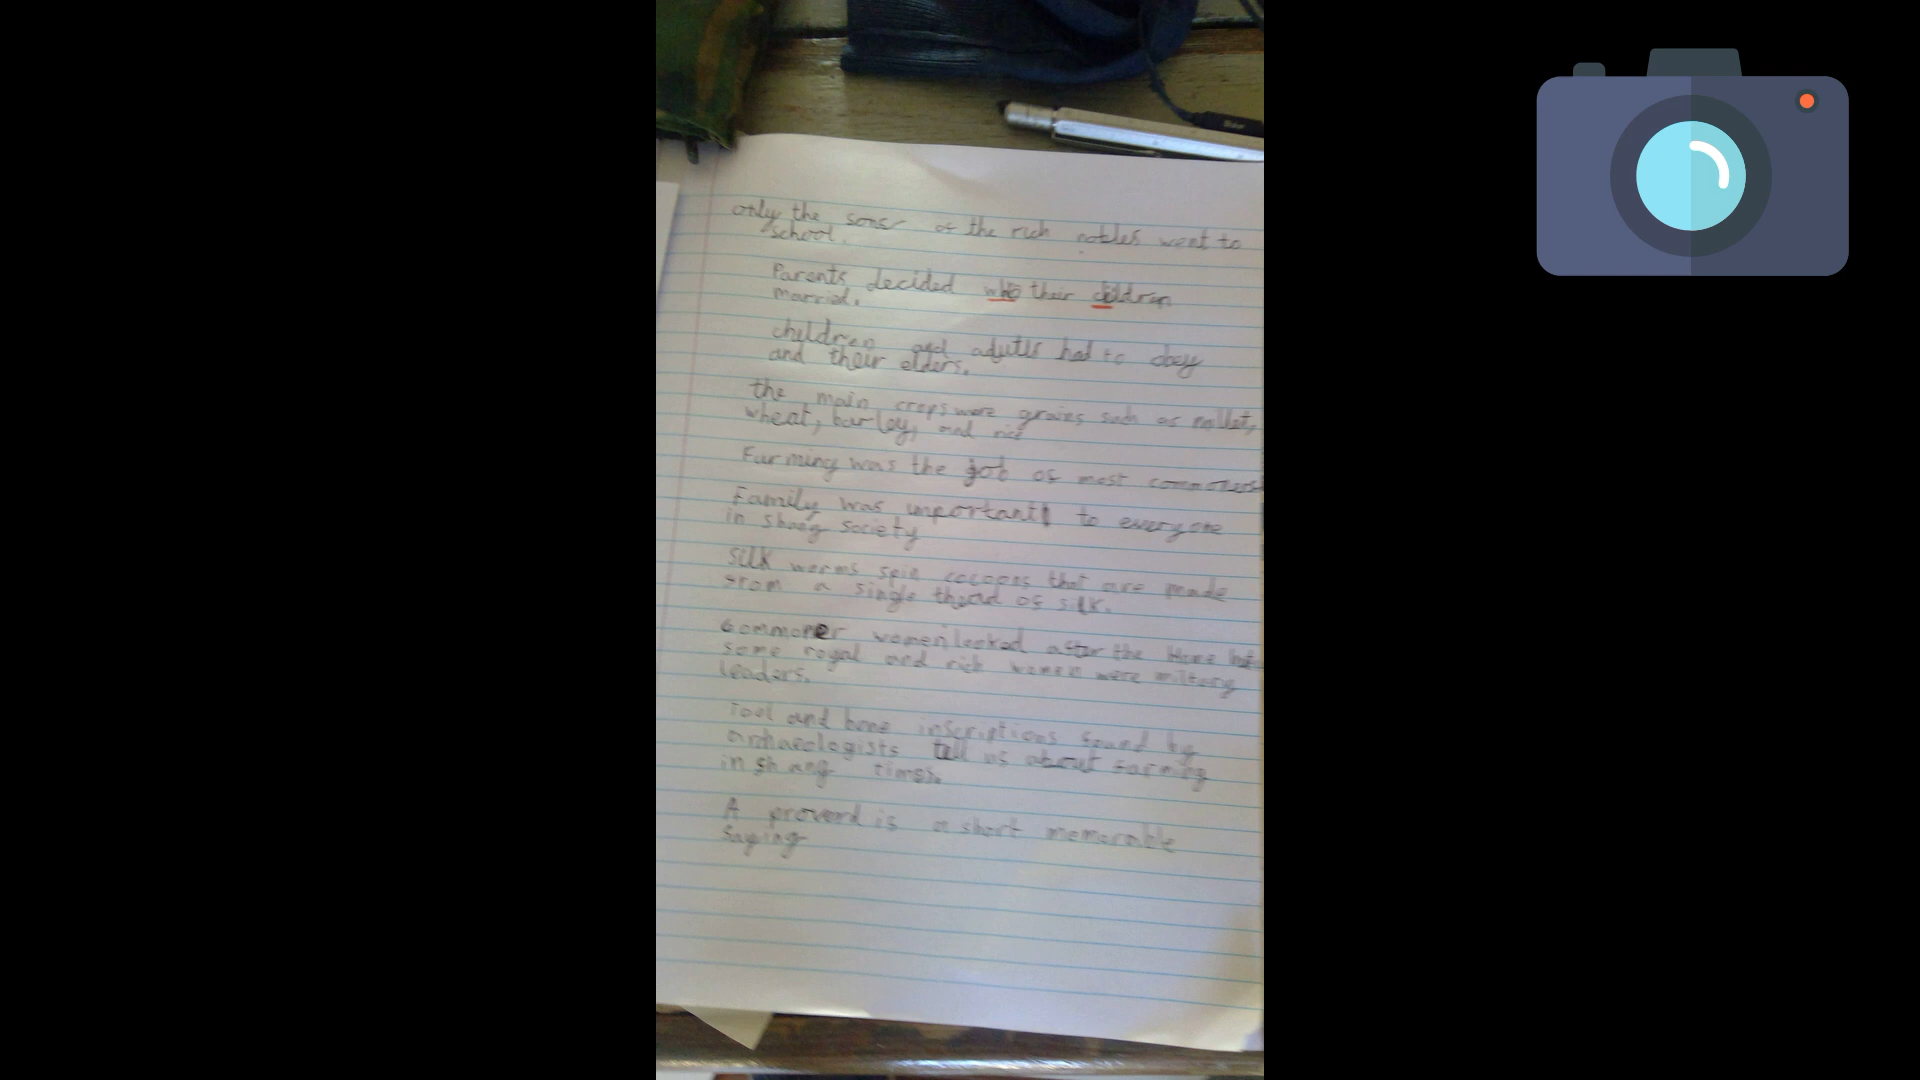 only the sons of the rich nobles went to
school.
Parents decided who their children
married.
children and adults had to obey
and their elders.
the main crops were grains such as millet,
wheat, barley, and rice
Farming was the job of most commoners
Family was important to everyone
in shang society
Silk worms spin cocoons that are made
from a single thead of silk.
Commoner women looked after the Home but
some royal and rich women were miltary
leaders.
Tool and bone inscriptions found by
archaeologists tell us about farming
in shang times.
A proverd is a short memorable
Saying